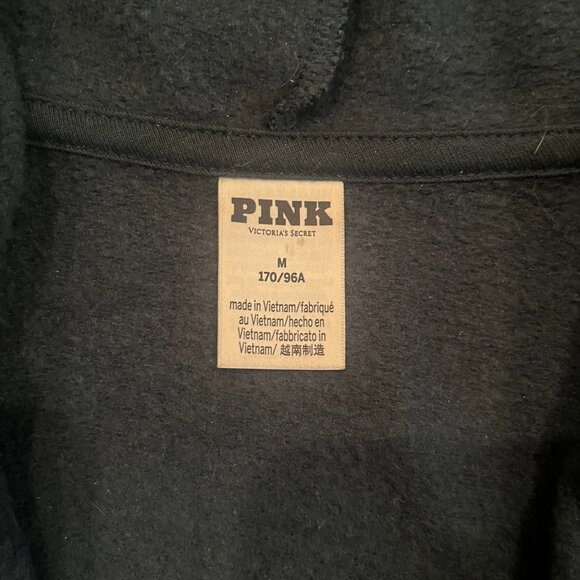 PINK
VICTORIA'S SECRET
M
170/96A
made in Vietnam/fabriqué
au Vietnam/hecho en
Vietnam/fabbricato in
Vietnam/ 越南制造